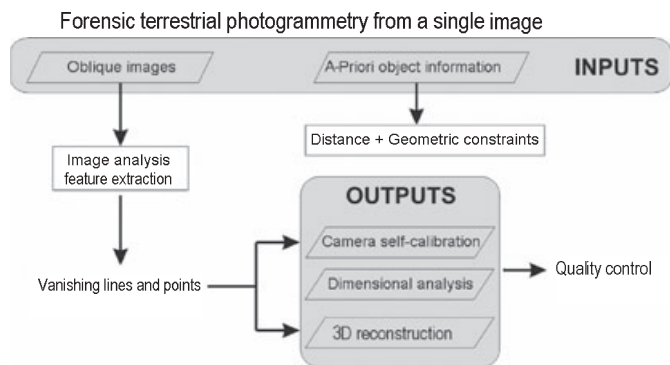 Forensic terrestrial photogrammetry from a single image
Oblique images
A-Priori object information
INPUTS
Image analysis
feature extraction
Distance + Geometric constraints
OUTPUTS
Camera self-calibration
Vanishing lines and points
Dimensional analysis
Quality control
3D reconstruction